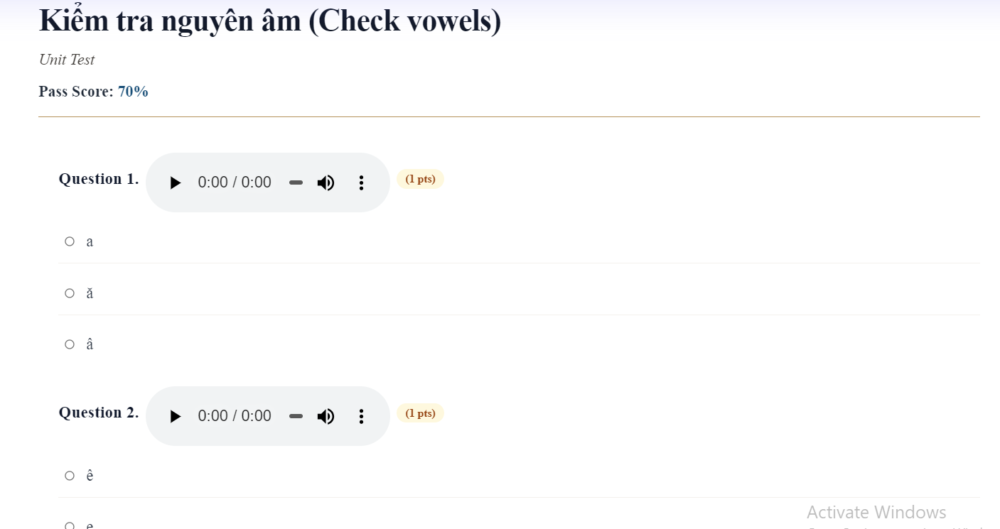 Kiểm tra nguyên âm (Check vowels)
Unit Test
Pass Score: 70%
Question 1. 0:00 / 0:00 (1 pts)
a
ă
â
Question 2. 0:00 / 0:00 (1 pts)
ê
e
Activate Windows